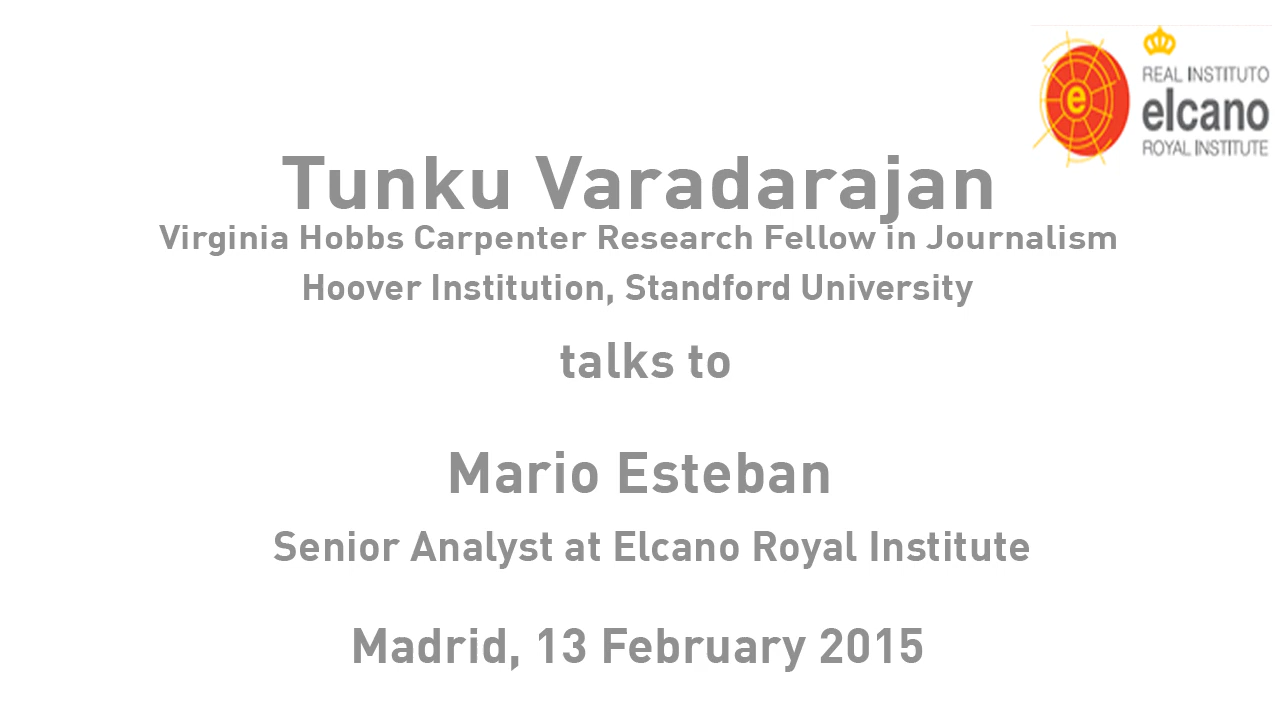 REAL INSTITUTO
e
elcano
ROYAL INSTITUTE
Tunku Varadarajan
Virginia Hobbs Carpenter Research Fellow in Journalism
Hoover Institution, Standford University
talks to
Mario Esteban
Senior Analyst at Elcano Royal Institute
Madrid, 13 February 2015